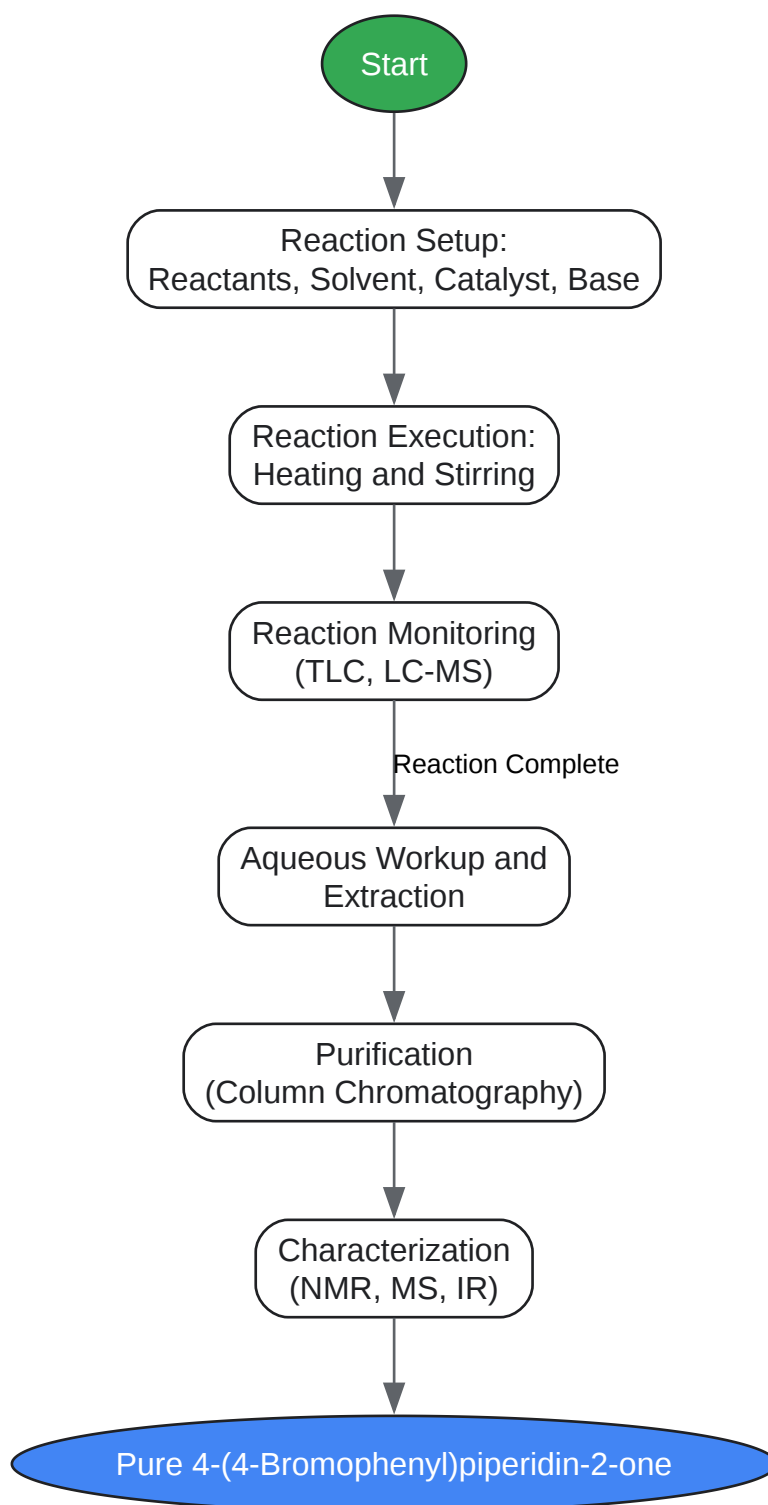 Start
Reaction Setup:
Reactants, Solvent, Catalyst, Base
Reaction Execution:
Heating and Stirring
Reaction Monitoring
(TLC, LC-MS)
Reaction Complete
Aqueous Workup and
Extraction
Purification
(Column Chromatography)
Characterization
(NMR, MS, IR)
Pure 4-(4-Bromophenyl)piperidin-2-one